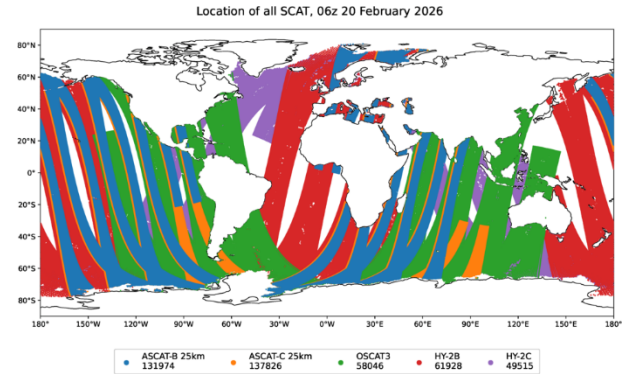 Location of all SCAT, 06z 20 February 2026
80°N
60°N
40°N
20°N
0°
20°S
40°S
60°S
80°S
180° 150°W 120°W 90°W 60°W 30°W 0° 30°E 60°E 90°E 120°E 150°E 180°
ASCAT-B 25km ASCAT-C 25km OSCAT3 HY-2B HY-2C
131974 137826 58046 61928 49515